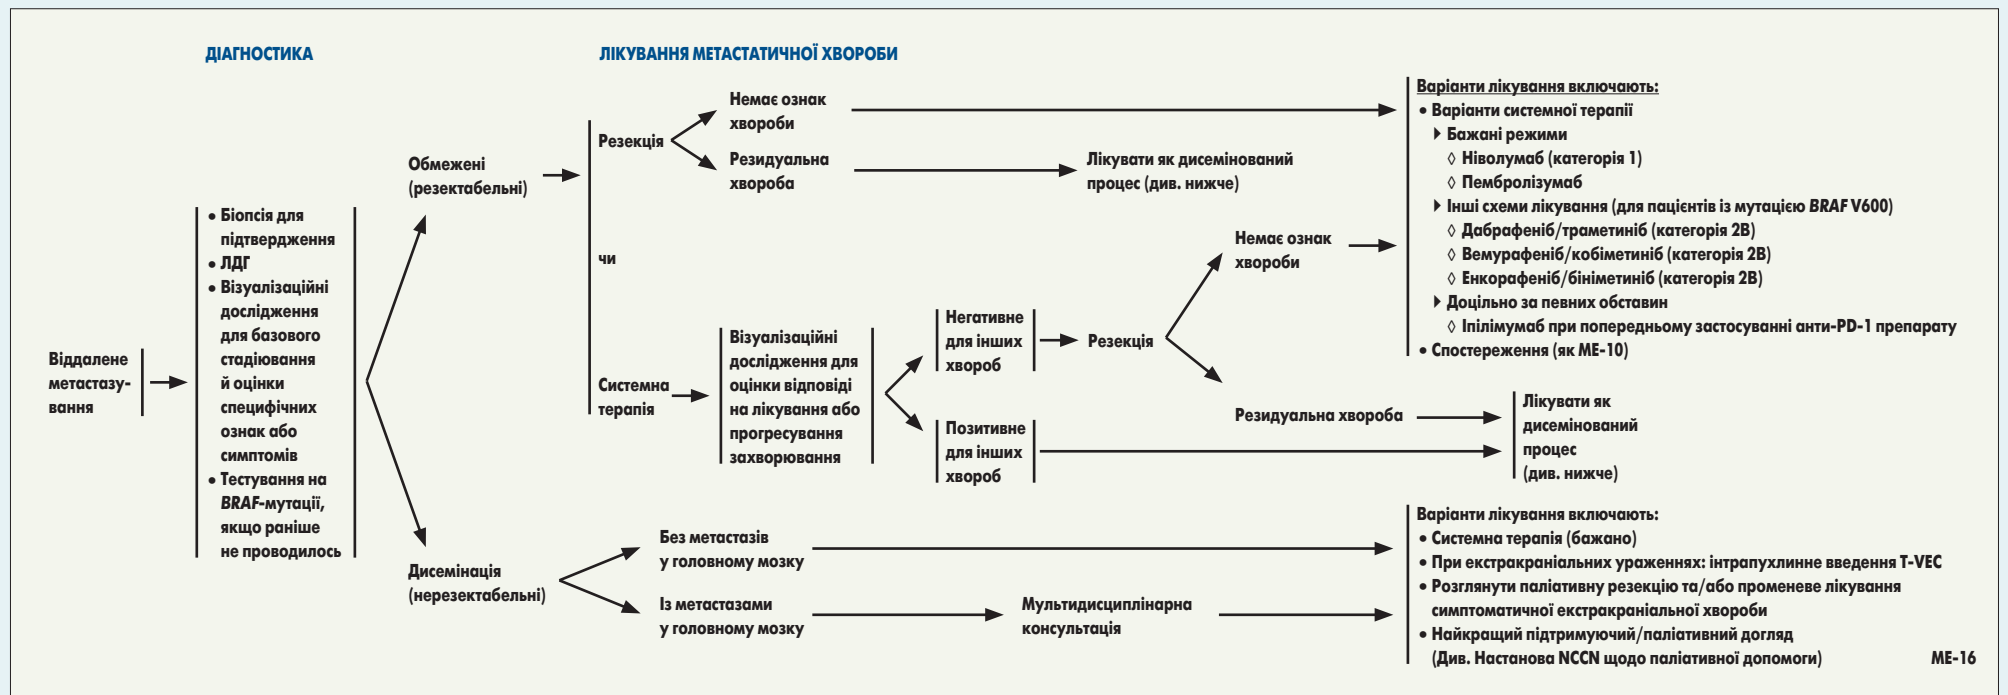 ДІАГНОСТИКА
ЛІКУВАННЯ МЕТАСТАТИЧНОЇ ХВОРОБИ
Віддалене
метастазу-
вання
• Біопсія для
підтвердження
• ЛДГ
• Візуалізаційні
дослідження
для базового
стадіювання
й оцінки
специфічних
ознак або
симптомів
• Тестування на
BRAF-мутації,
якщо раніше
не проводилось
Обмежені
(резектабельні)
Резекція
Немає ознак
хвороби
Резидуальна
хвороба
Лікувати як дисемінований
процес (див. нижче)
чи
Системна
терапія
Візуалізаційні
дослідження для
оцінки відповіді
на лікування або
прогресування
захворювання
Негативне
для інших
хвороб
Позитивне
для інших
хвороб
Резекція
Немає ознак
хвороби
Резидуальна хвороба
Лікувати як
дисемінований
процес
(див. нижче)
Варіанти лікування включають:
• Варіанти системної терапії
Бажані режими
◊ Ніволумаб (категорія 1)
◊ Пембролізумаб
Інші схеми лікування (для пацієнтів із мутацією BRAF V600)
◊ Дабрафеніб/траметиніб (категорія 2B)
◊ Вемурафеніб/кобіметиніб (категорія 2B)
◊ Енкорафеніб/бініметиніб (категорія 2B)
Доцільно за певних обставин
◊ Іпілімумаб при попередньому застосуванні анти-PD-1 препарату
• Спостереження (як ME-10)
Дисемінація
(нерезектабельні)
Без метастазів
у головному мозку
Із метастазами
у головному мозку
Мультидисциплінарна
консультація
Варіанти лікування включають:
• Системна терапія (бажано)
• При екстракраніальних ураженнях: інтрапухлинне введення T-VEC
• Розглянути паліативну резекцію та/або променеве лікування
симптоматичної екстракраніальної хвороби
• Найкращий підтримуючий/паліативний догляд
(Див. Настанова NCCN щодо паліативної допомоги)
ME-16